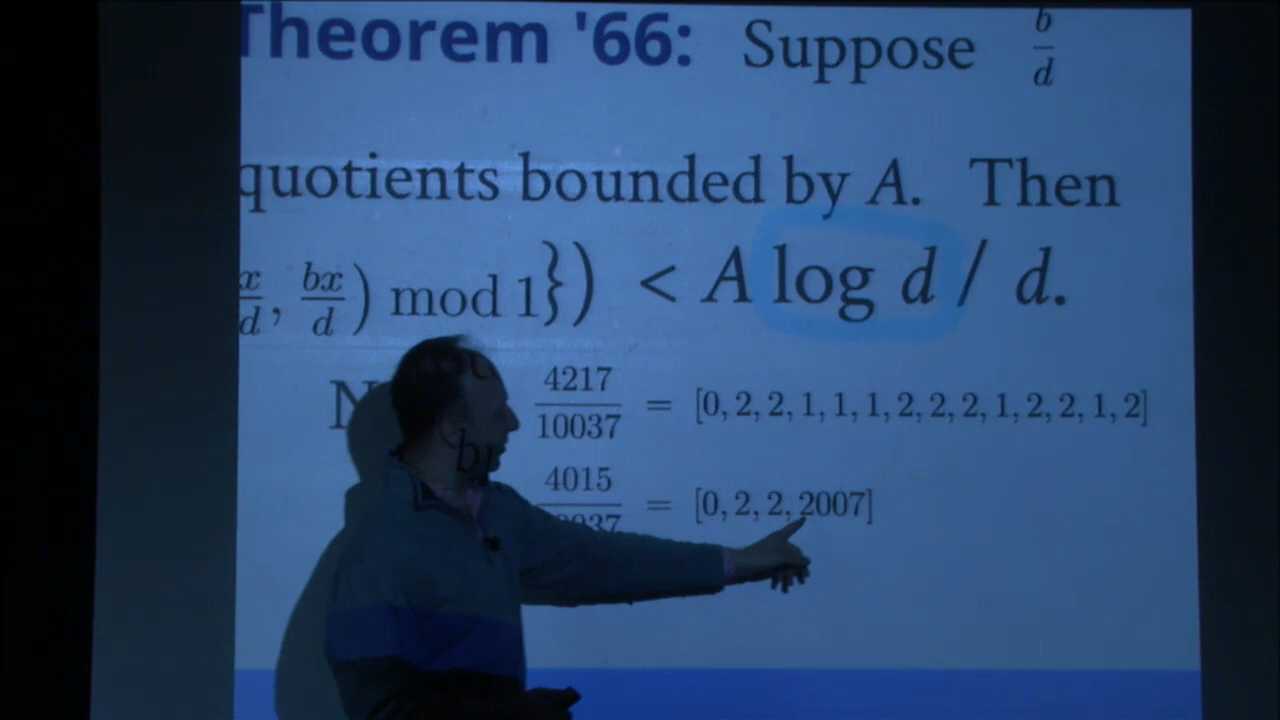 Theorem '66: Suppose b/d
quotients bounded by A. Then
x/d, bx/d) mod 1}) < A log d / d.
4217/10037 = [0, 2, 2, 1, 1, 1, 2, 2, 2, 1, 2, 2, 1, 2]
4015/ = [0, 2, 2, 2007]